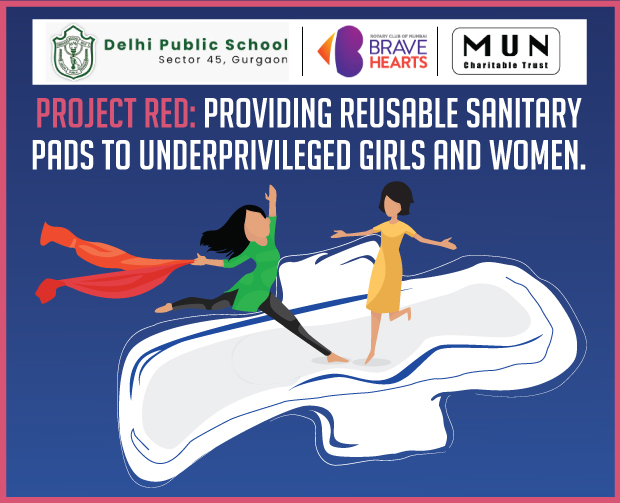 Delhi Public School
Sector 45, Gurgaon
ROTARY CLUB OF MUMBAI
BRAVE
HEARTS
MUN
Charitable Trust
PROJECT RED: PROVIDING REUSABLE SANITARY
PADS TO UNDERPRIVILEGED GIRLS AND WOMEN.